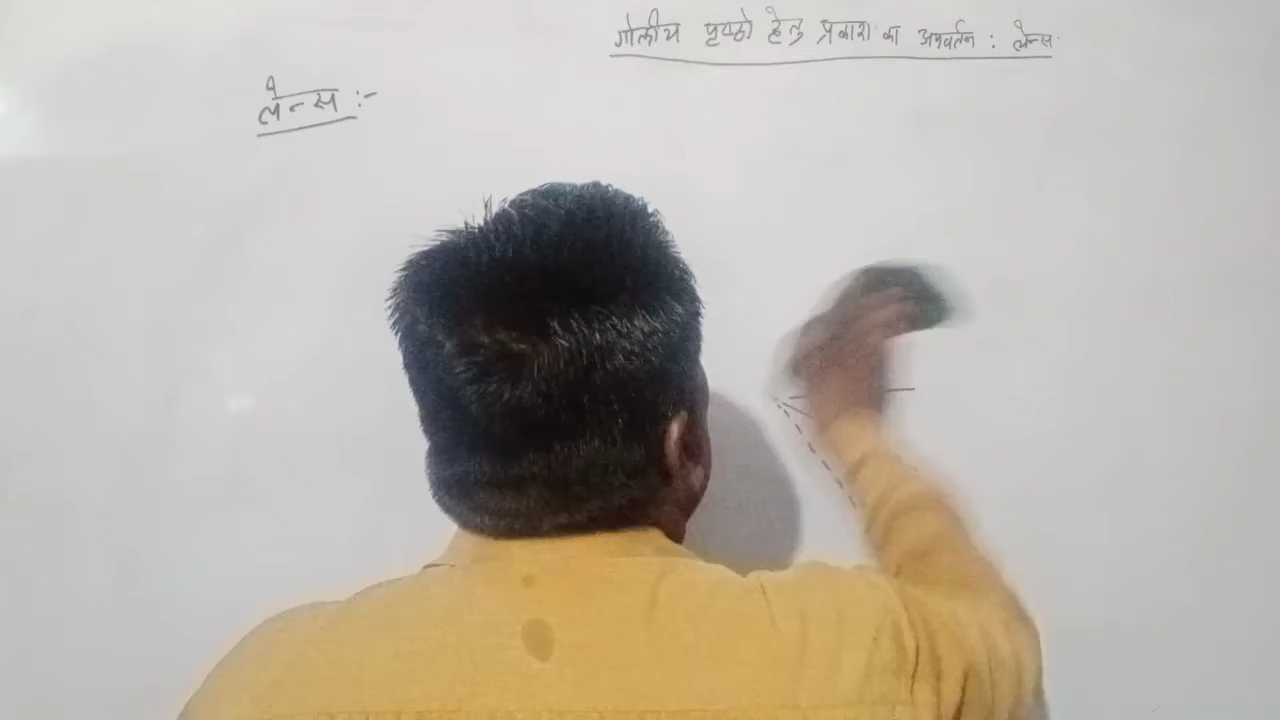 गोलीय पृष्ठो हेतु प्रकाश का अपवर्तन : लेन्स
लेन्स :-